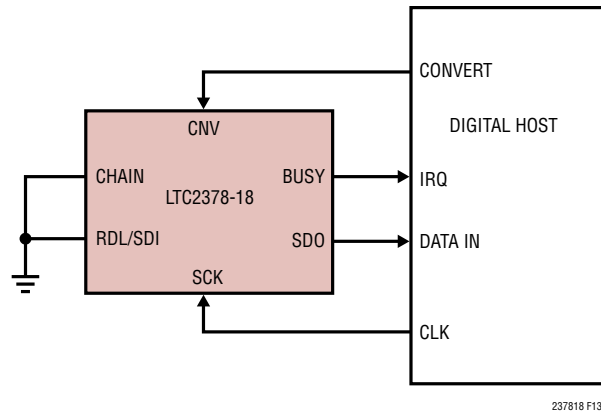 CONVERT
CNV
DIGITAL HOST
CHAIN
BUSY
IRQ
LTC2378-18
RDL/SDI
SDO
DATA IN
SCK
CLK
237818 F13